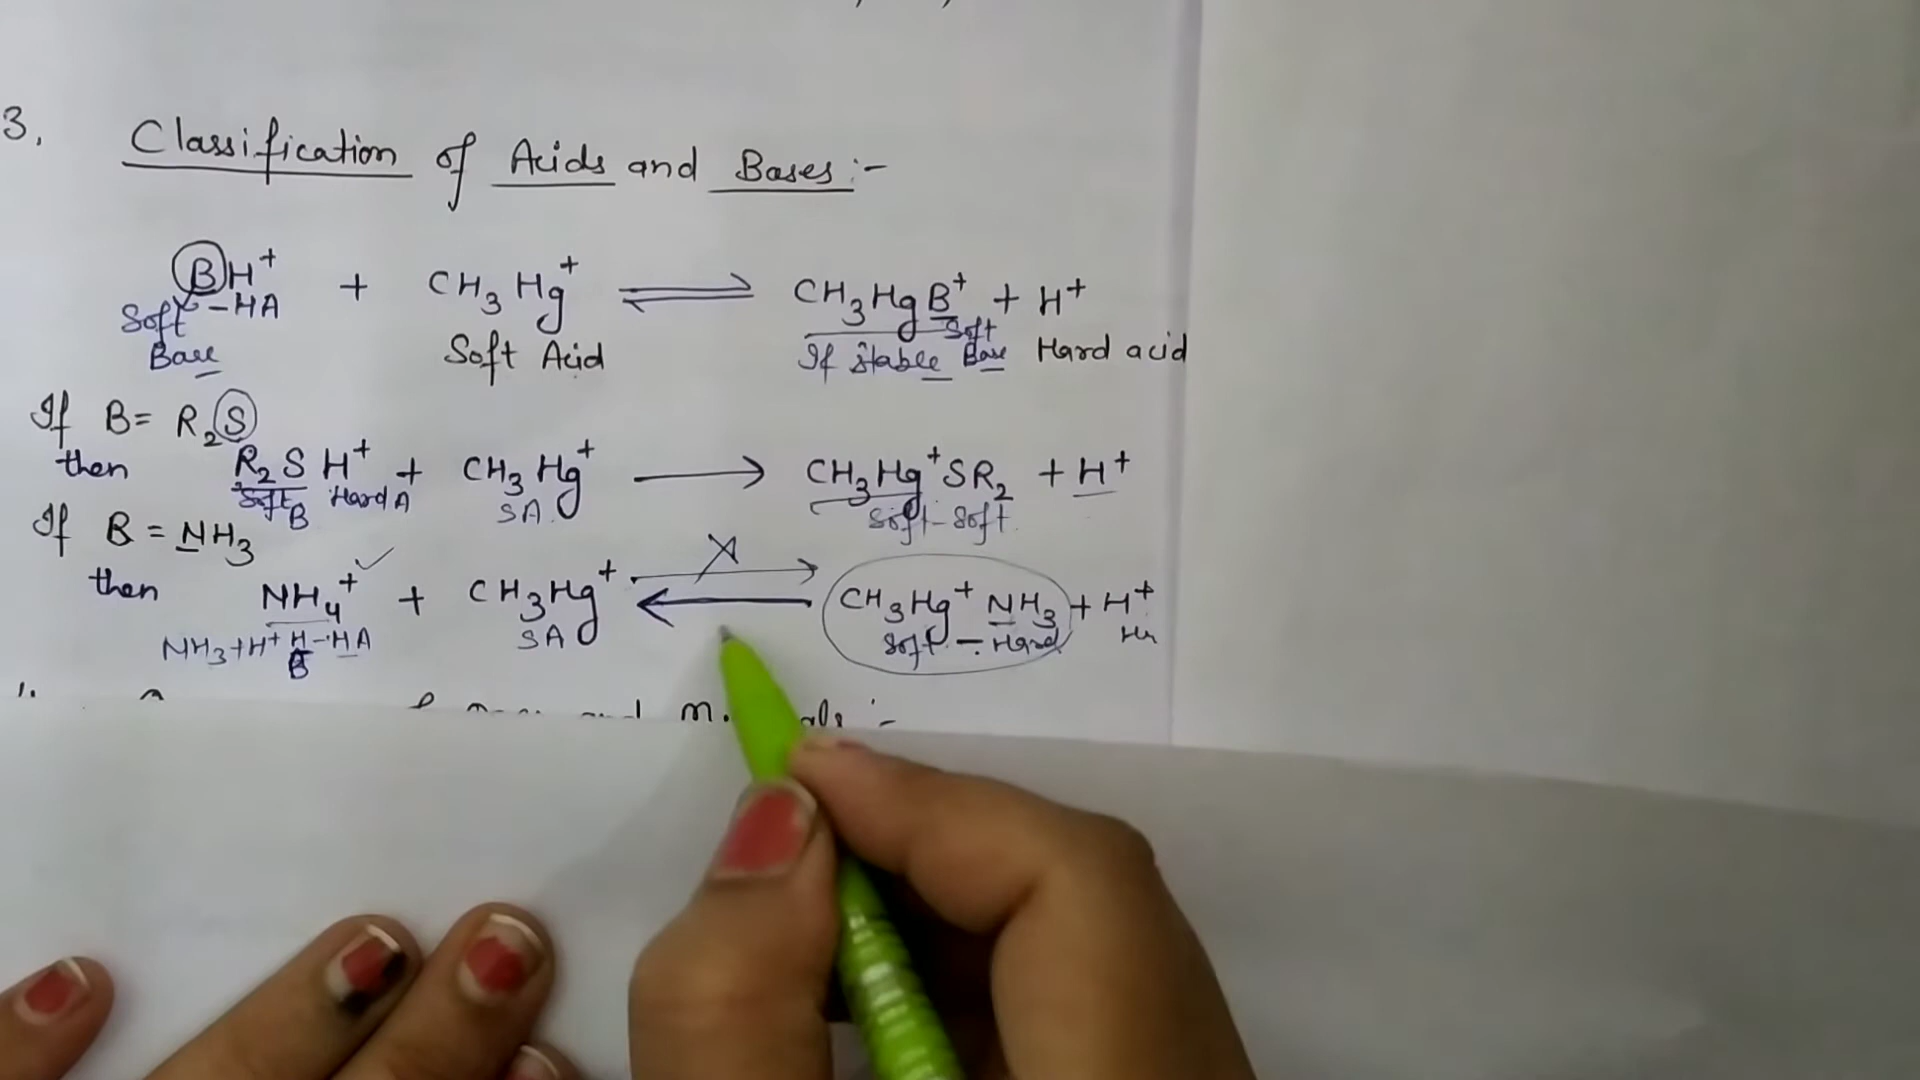 3. Classification of Acids and Bases :-
BH⁺ + CH₃Hg⁺ ⇌ CH₃HgB⁺ + H⁺
Soft - HA Soft
Base Soft Acid If stable Base Hard acid
If B = R₂S
then R₂S H⁺ + CH₃Hg⁺ ⟶ CH₃Hg⁺SR₂ + H⁺
Soft B Hard A SA Soft - Soft
If B = NH₃
then NH₄⁺ + CH₃Hg⁺ CH₃Hg⁺ NH₃ + H⁺
NH₃+H⁺ H - HA SA Soft - Hard
B